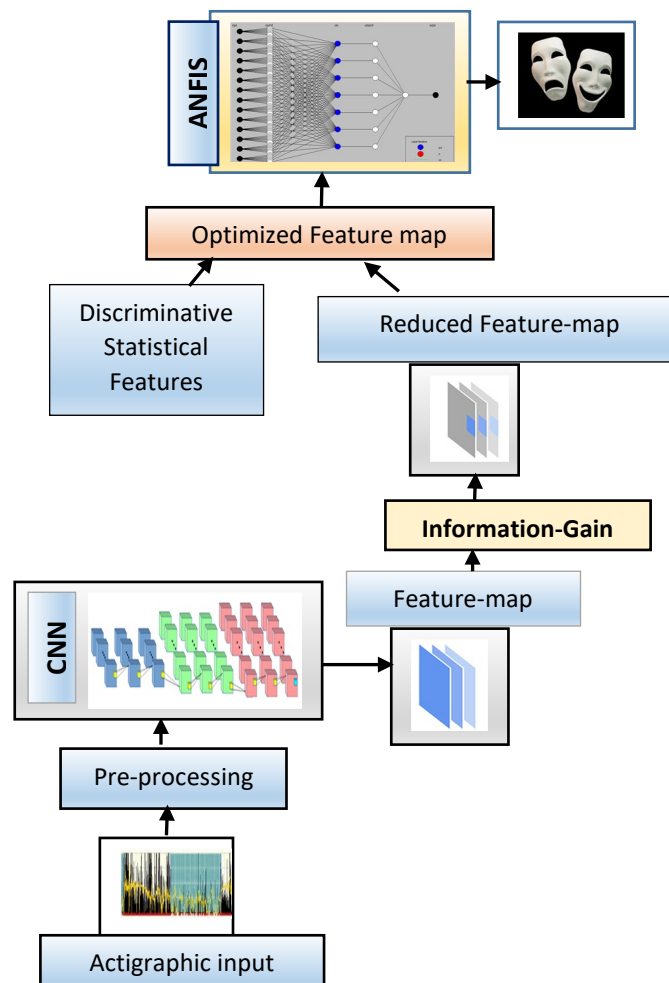 ANFIS
Optimized Feature map
Discriminative
Statistical
Features
Reduced Feature-map
Information-Gain
Feature-map
CNN
Pre-processing
Actigraphic input